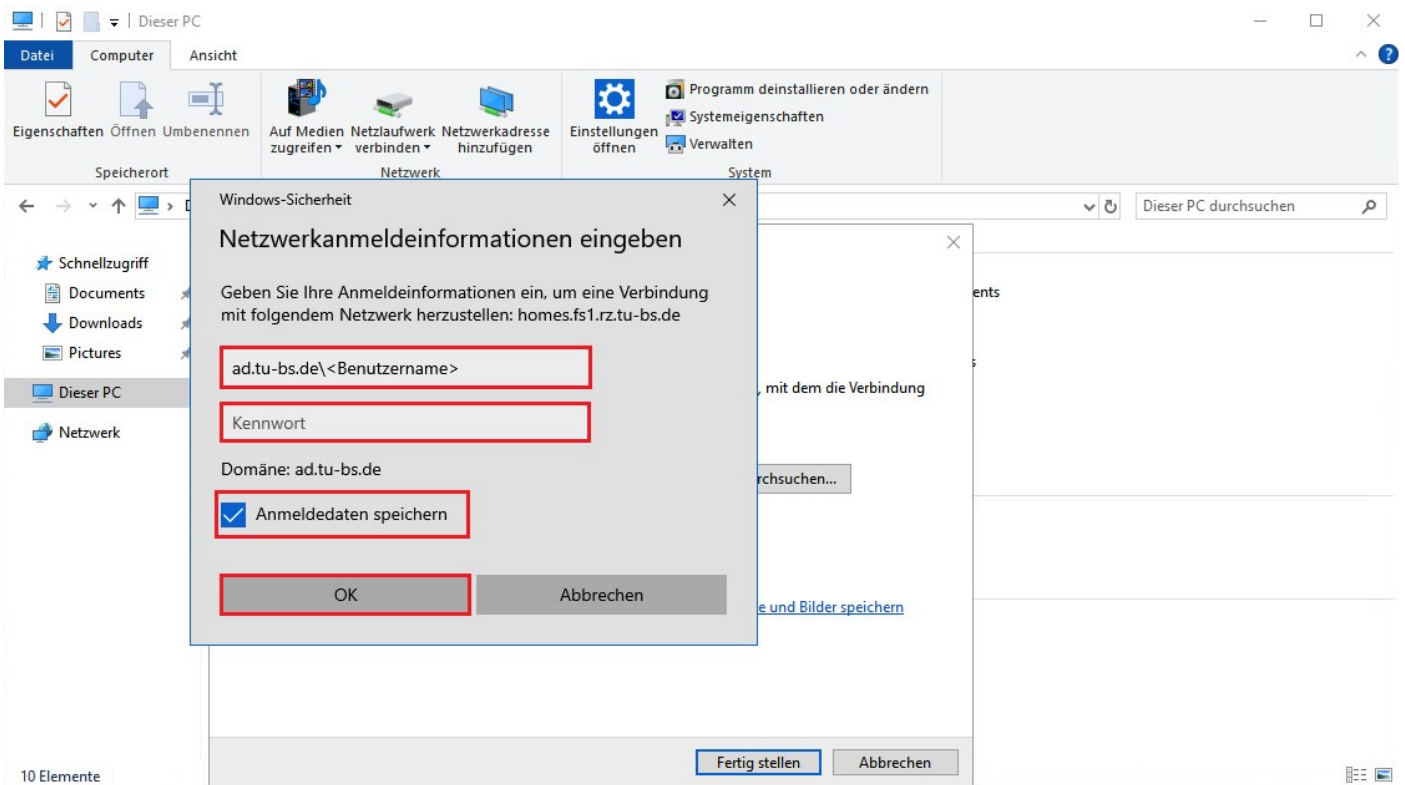 Dieser PC
Datei Computer Ansicht
Eigenschaften Öffnen Umbenennen
Speicherort
Auf Medien zugreifen
Netzlaufwerk verbinden
Netzwerkadresse hinzufügen
Netzwerk
Einstellungen öffnen
Programm deinstallieren oder ändern
Systemeigenschaften
Verwalten
System
Dieser PC durchsuchen
Schnellzugriff
Documents
Downloads
Pictures
Dieser PC
Netzwerk
Windows-Sicherheit
Netzwerkanmeldeinformationen eingeben
Geben Sie Ihre Anmeldeinformationen ein, um eine Verbindung
mit folgendem Netzwerk herzustellen: homes.fs1.rz.tu-bs.de
ad.tu-bs.de\<Benutzername>
Kennwort
Domäne: ad.tu-bs.de
Anmeldedaten speichern
OK Abbrechen
ents
, mit dem die Verbindung
rchsuchen...
e und Bilder speichern
Fertig stellen Abbrechen
10 Elemente